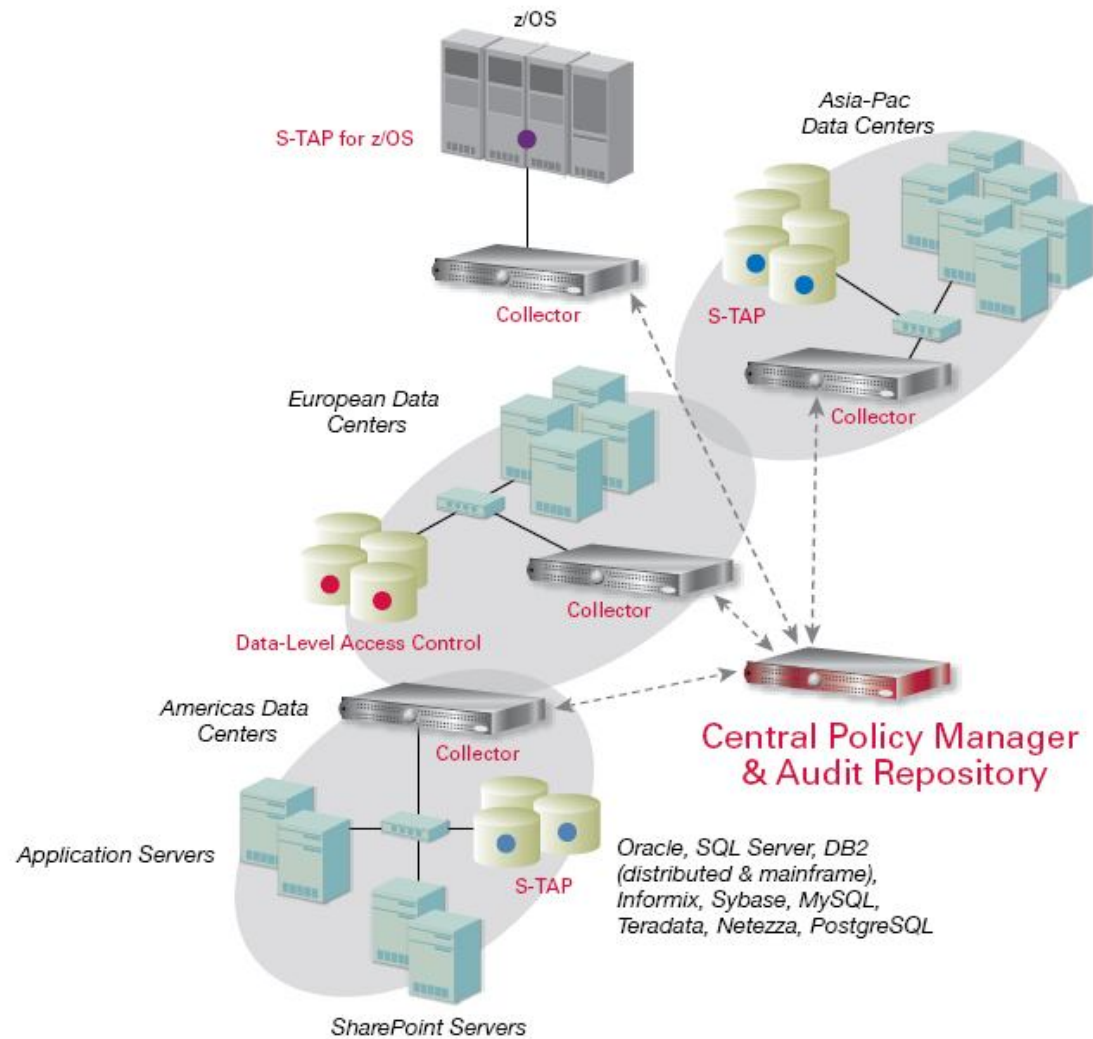 z/OS
S-TAP for z/OS
Asia-Pac
Data Centers
S-TAP
Collector
Collector
European Data
Centers
Collector
Data-Level Access Control
Americas Data
Centers
Collector
Central Policy Manager
& Audit Repository
Application Servers
S-TAP
Oracle, SQL Server, DB2
(distributed & mainframe),
Informix, Sybase, MySQL,
Teradata, Netezza, PostgreSQL
SharePoint Servers